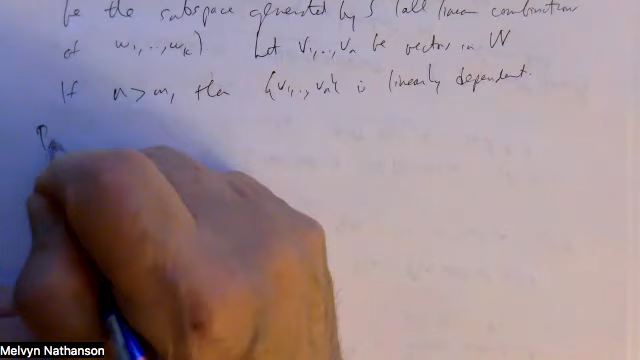 be the subspace generated by S (all linear combinations
of w1,..,wk) Let v1,..,vn be vectors in W
If n>m, then {v1,..,vn} is linearly dependent.
P
Melvyn Nathanson